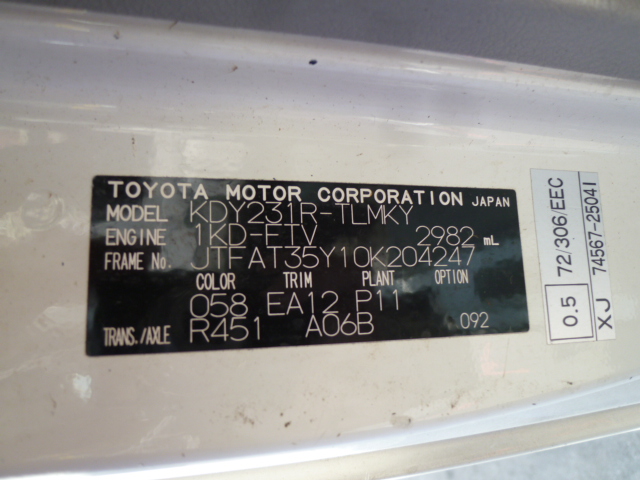 TOYOTA MOTOR CORPORATION JAPAN
MODEL KDY231R-TLMKY
ENGINE 1KD-FTV 2982 mL
FRAME No. JTFAT35Y10K204247
COLOR TRIM PLANT OPTION
058 EA12 P11
TRANS./AXLE R451 A06B 092
0.5 72/306/EEC
XJ 74567-25041